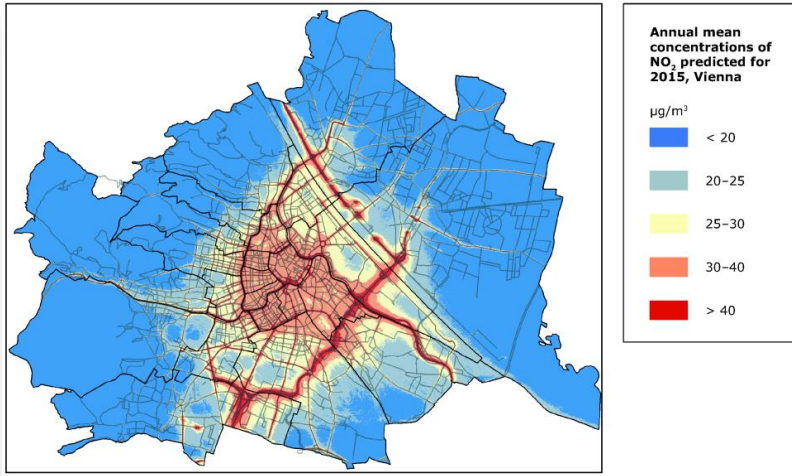 Annual mean
concentrations of
NO₂ predicted for
2015, Vienna
µg/m³
< 20
20–25
25–30
30–40
> 40